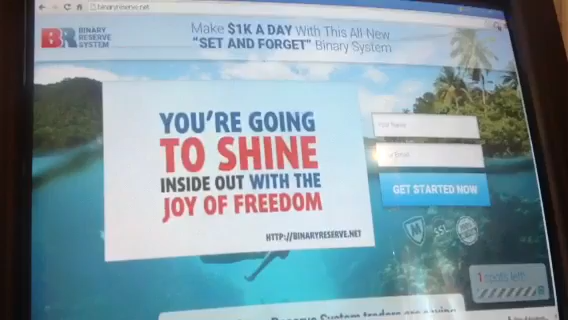 binaryreserve.net
BR BINARY
RESERVE
SYSTEM
Make $1K A DAY With This All New
"SET AND FORGET" Binary System
YOU'RE GOING
TO SHINE
INSIDE OUT WITH THE
JOY OF FREEDOM
HTTP://BINARYRESERVE.NET
Your Name
Email
GET STARTED NOW
1 spots left
Reserve System traders are